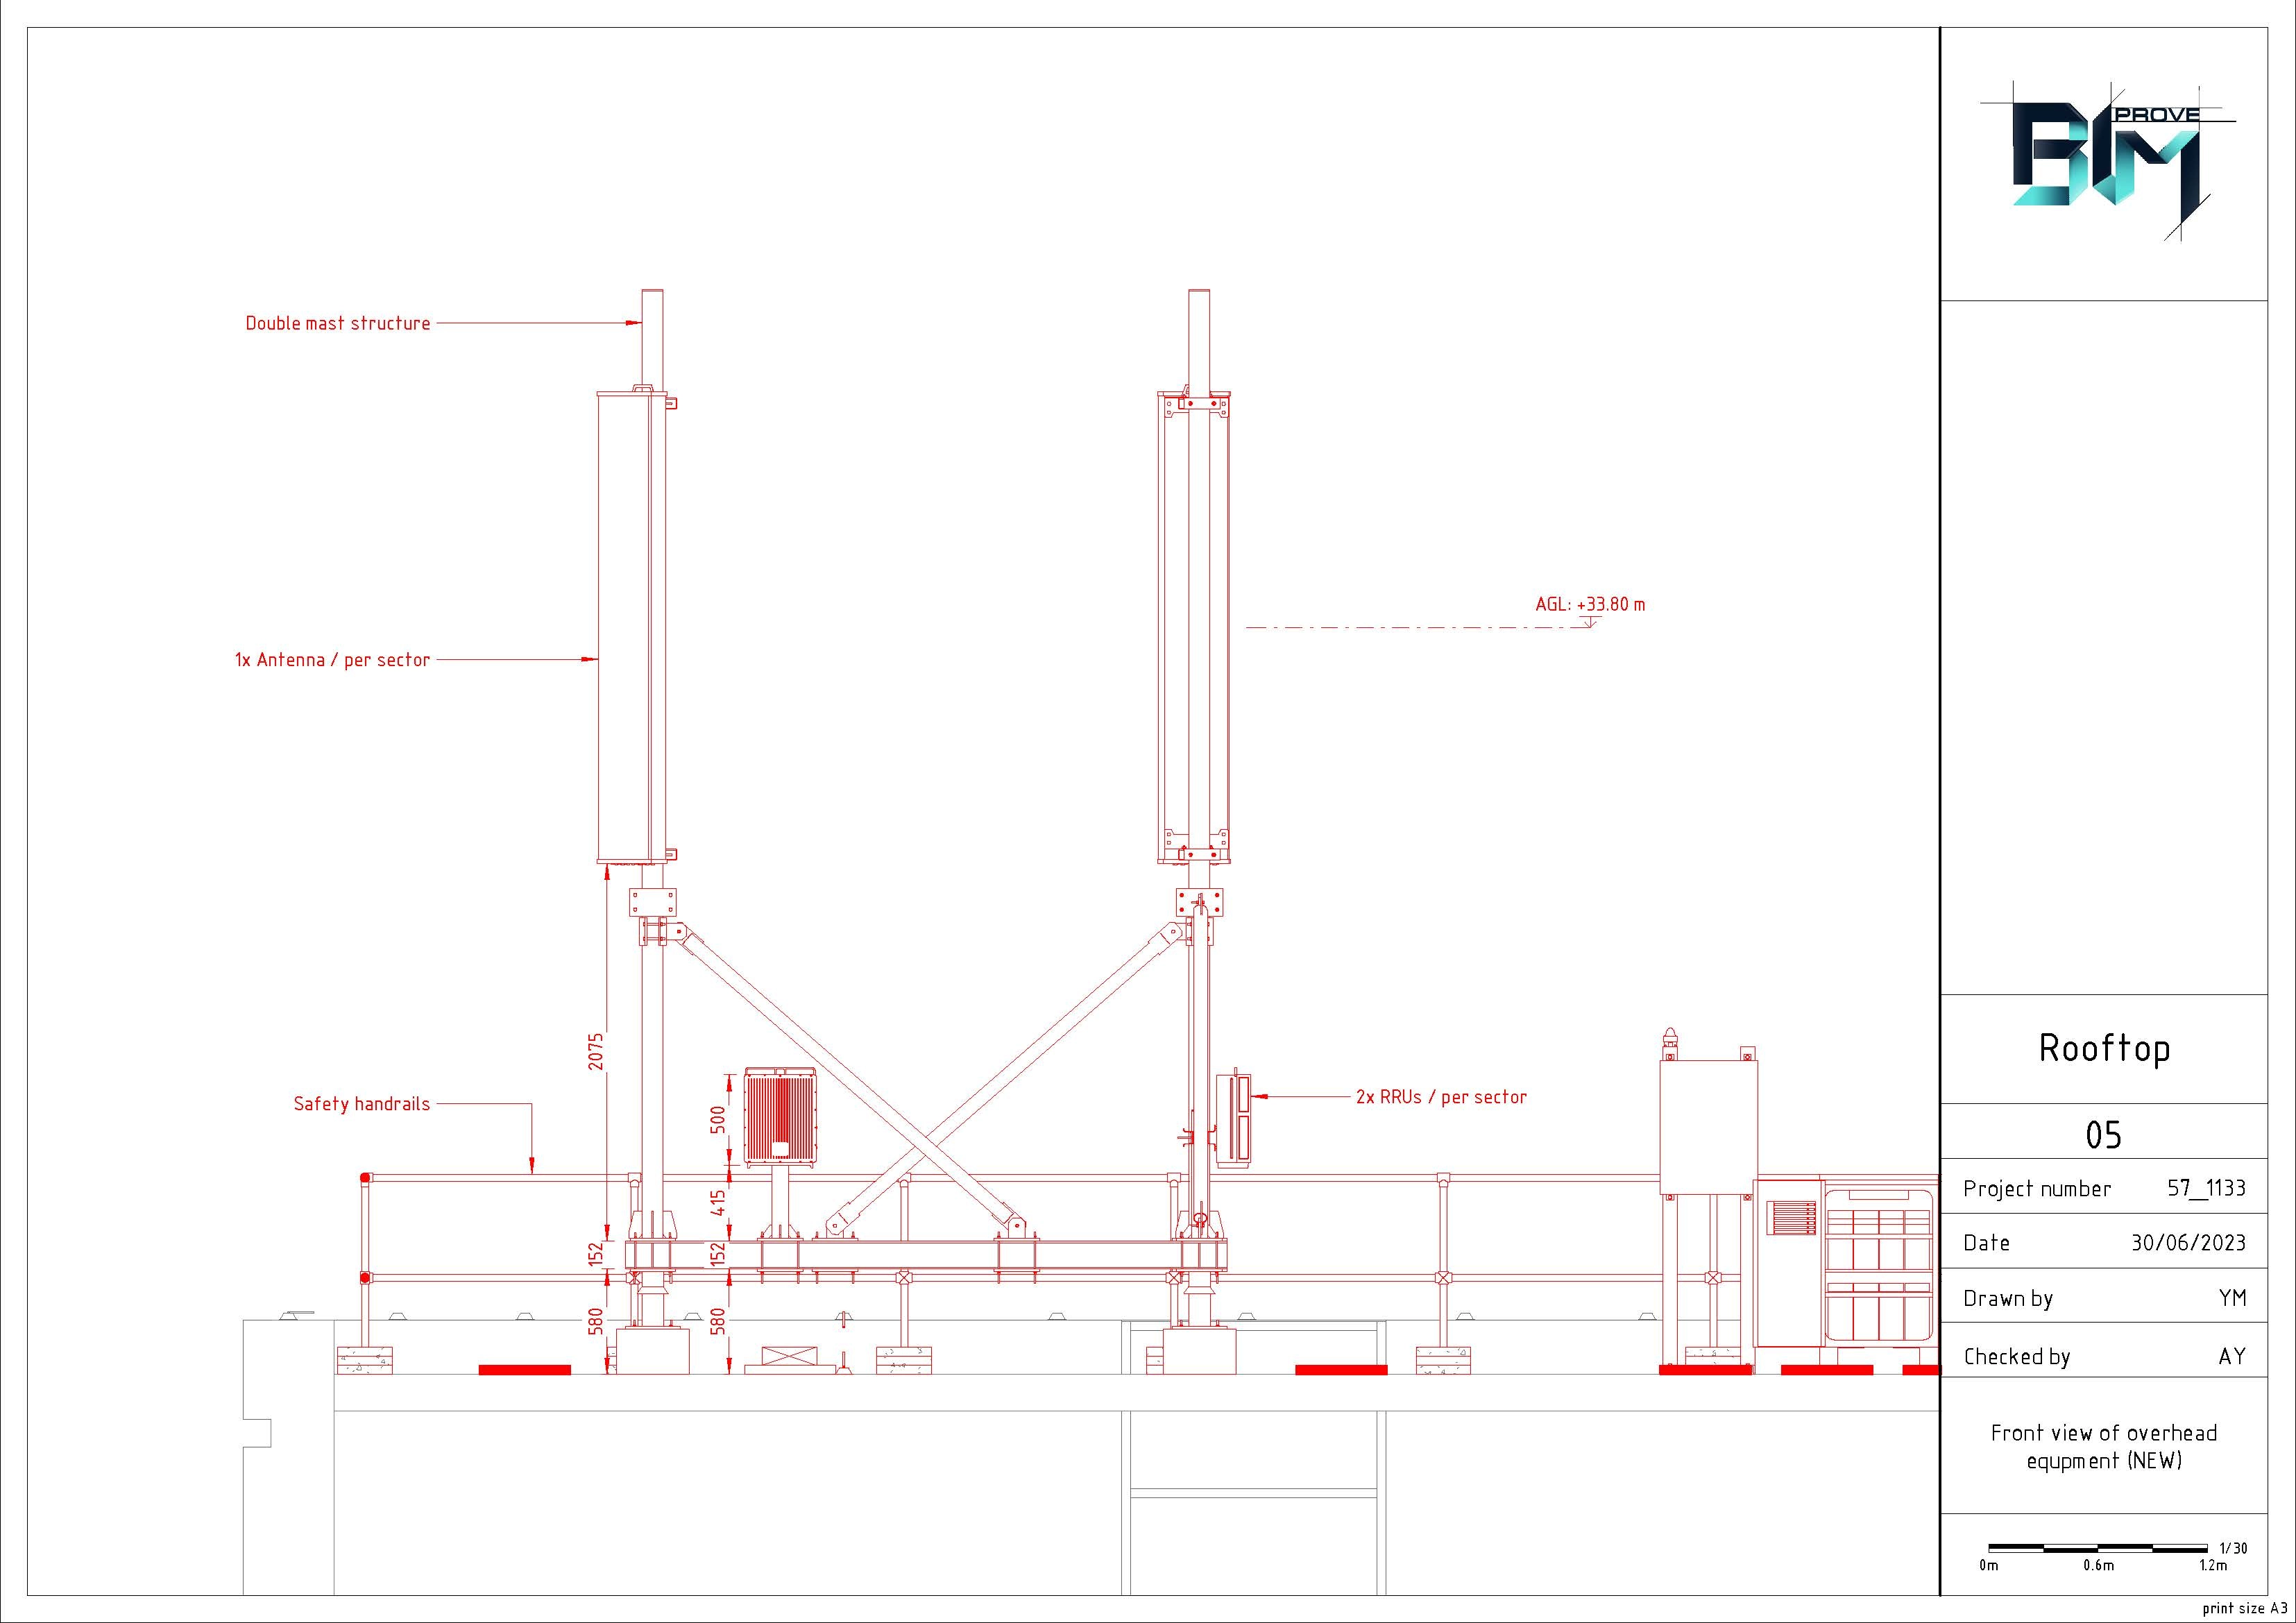 PROVE
BIM
Double mast structure
AGL: +33.80 m
1x Antenna / per sector
2075
500
2x RRUs / per sector
Safety handrails
415
152
152
580
580
Rooftop
05
Project number 57_1133
Date 30/06/2023
Drawn by YM
Checked by AY
Front view of overhead
equpment (NEW)
1/30
0m 0.6m 1.2m
print size A3